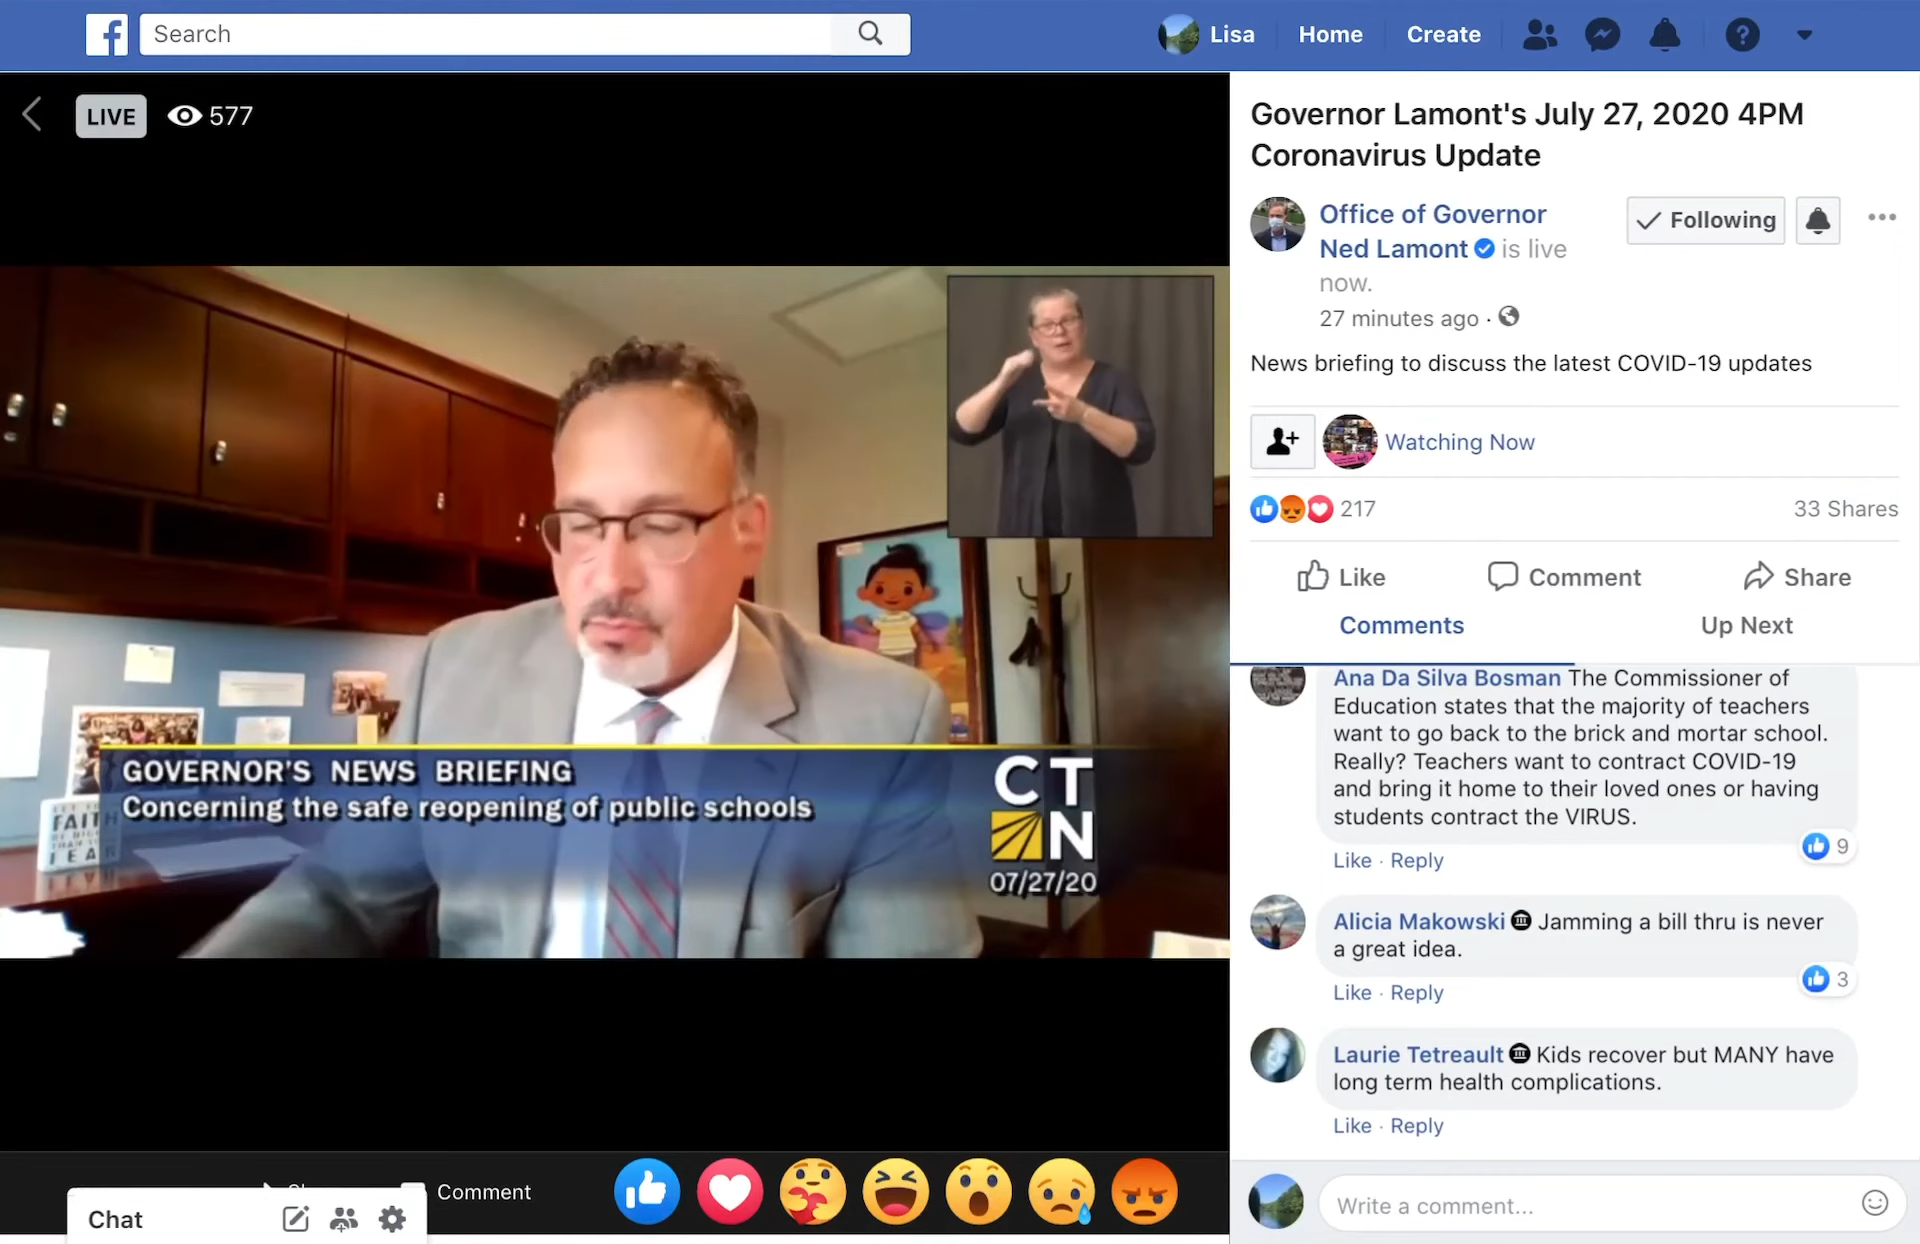 Search
Lisa
Home
Create
LIVE
577
GOVERNOR'S NEWS BRIEFING
Concerning the safe reopening of public schools
CT
N
07/27/20
FAITH
FEAR
Governor Lamont's July 27, 2020 4PM
Coronavirus Update
Office of Governor
Ned Lamont is live
now.
Following
27 minutes ago ·
News briefing to discuss the latest COVID-19 updates
Watching Now
217
33 Shares
Like
Comment
Share
Comments
Up Next
Ana Da Silva Bosman The Commissioner of
Education states that the majority of teachers
want to go back to the brick and mortar school.
Really? Teachers want to contract COVID-19
and bring it home to their loved ones or having
students contract the VIRUS.
9
Like · Reply
Alicia Makowski Jamming a bill thru is never
a great idea.
3
Like · Reply
Laurie Tetreault Kids recover but MANY have
long term health complications.
Like · Reply
Comment
Chat
Write a comment...